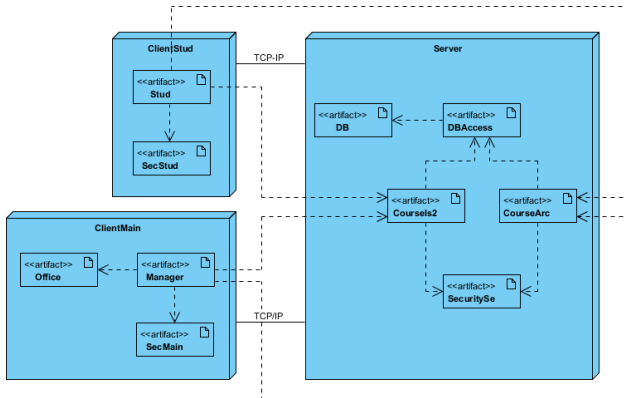 ClientStud
<<artifact>>
Stud
<<artifact>>
SecStud
TCP-IP
Server
<<artifact>>
DB
<<artifact>>
DBAccess
<<artifact>>
CourseIs2
<<artifact>>
CourseArc
<<artifact>>
SecuritySe
ClientMain
<<artifact>>
Office
<<artifact>>
Manager
<<artifact>>
SecMain
TCP/IP